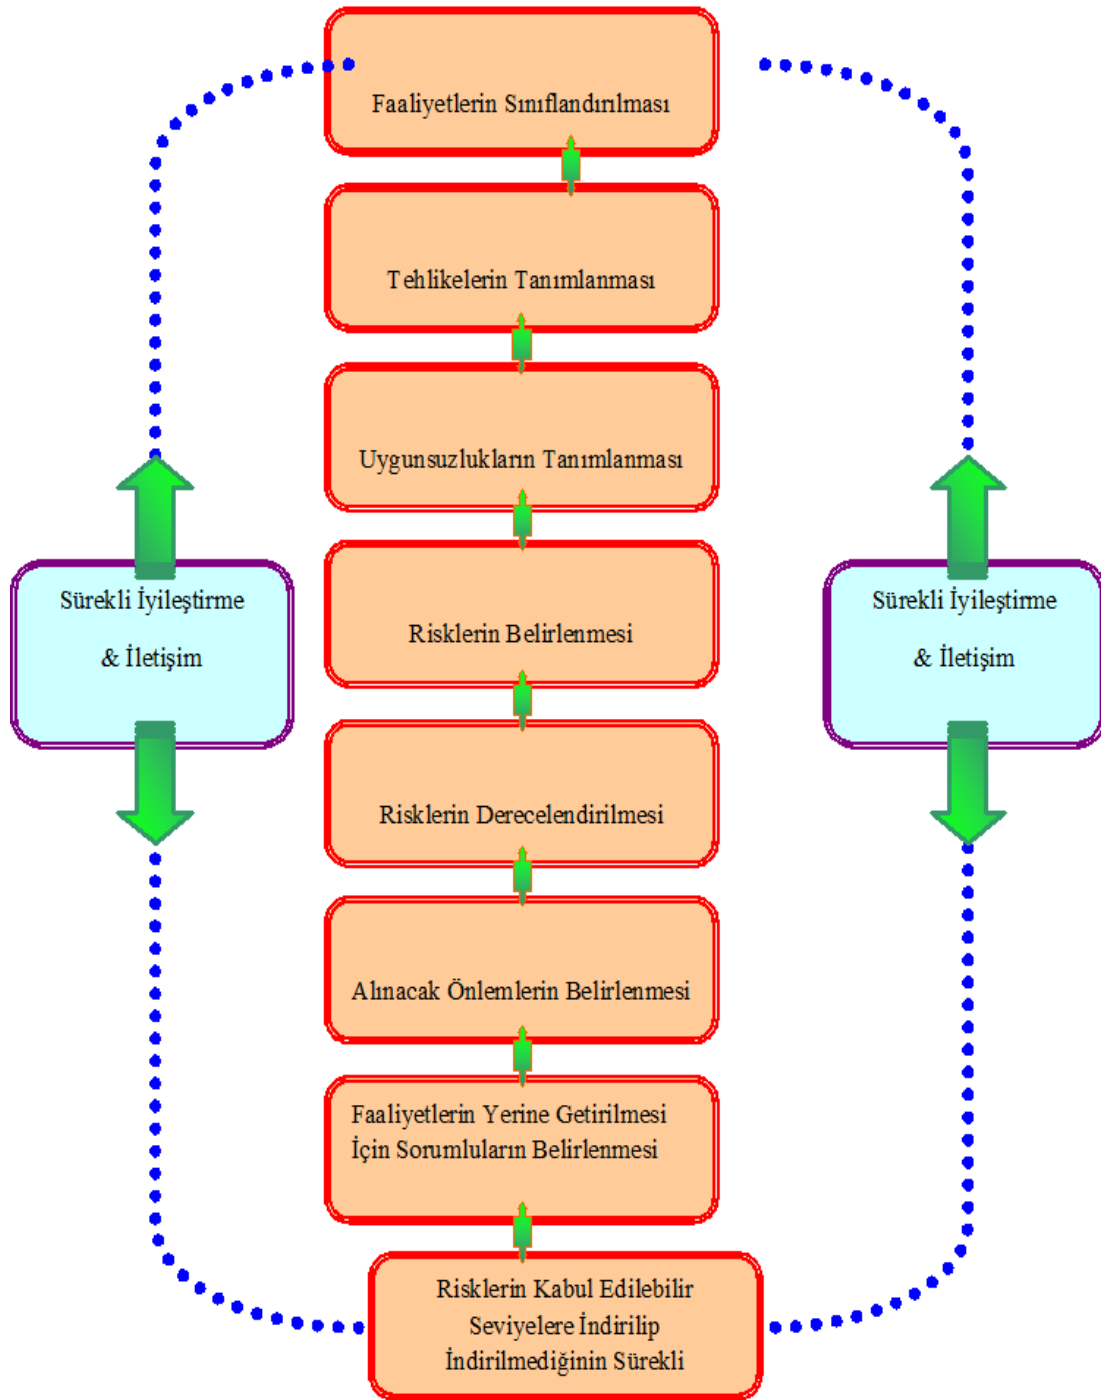 Faaliyetlerin Sınıflandırılması
Tehlikelerin Tanımlanması
Uygunsuzlukların Tanımlanması
Sürekli İyileştirme
& İletişim
Risklerin Belirlenmesi
Sürekli İyileştirme
& İletişim
Risklerin Derecelendirilmesi
Alınacak Önlemlerin Belirlenmesi
Faaliyetlerin Yerine Getirilmesi
İçin Sorumluların Belirlenmesi
Risklerin Kabul Edilebilir
Seviyelere İndirilip
İndirilmediğinin Sürekli